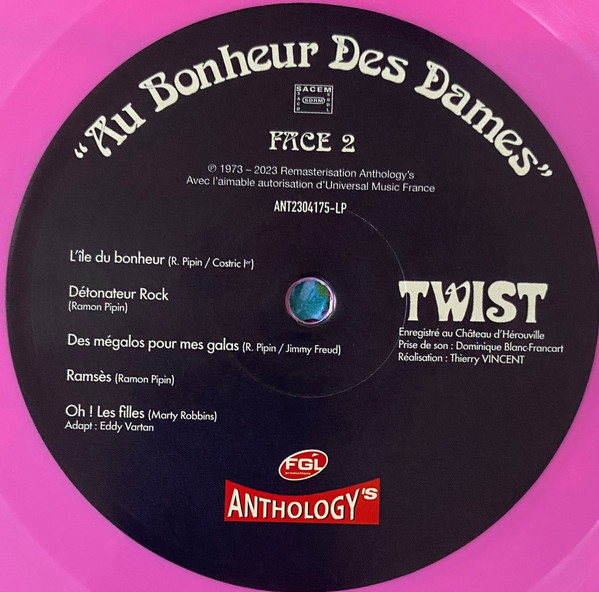 “Au Bonheur Des Dames”
SACEM
SACD
SDRM
SGDL
FACE 2
℗ 1973 – 2023 Remasterisation Anthology's
Avec l'aimable autorisation d'Universal Music France
ANT2304175-LP
L'île du bonheur (R. Pipin / Costric Iᵉʳ)
Détonateur Rock
(Ramon Pipin)
Des mégalos pour mes galas (R. Pipin / Jimmy Freud)
Ramsès (Ramon Pipin)
Oh ! Les filles (Marty Robbins)
Adapt : Eddy Vartan
TWIST
Enregistré au Château d'Hérouville
Prise de son : Dominique Blanc-Francart
Réalisation : Thierry VINCENT
FGL
productions
ANTHOLOGY'S